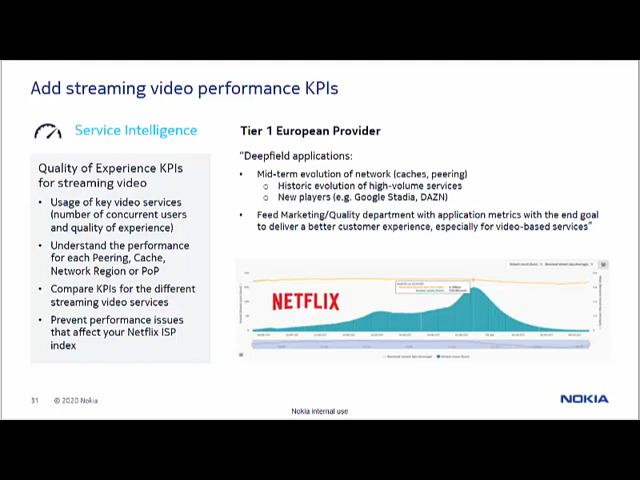 Add streaming video performance KPIs
Service Intelligence
Quality of Experience KPIs
for streaming video
• Usage of key video services
(number of concurrent users
and quality of experience)
• Understand the performance
for each Peering, Cache,
Network Region or PoP
• Compare KPIs for the different
streaming video services
• Prevent performance issues
that affect your Netflix ISP
index
Tier 1 European Provider
“Deepfield applications:
• Mid-term evolution of network (caches, peering)
o Historic evolution of high-volume services
o New players (e.g. Google Stadia, DAZN)
• Feed Marketing/Quality department with application metrics with the end goal
to deliver a better customer experience, especially for video-based services”
NETFLIX
31 © 2020 Nokia
Nokia internal use
NOKIA